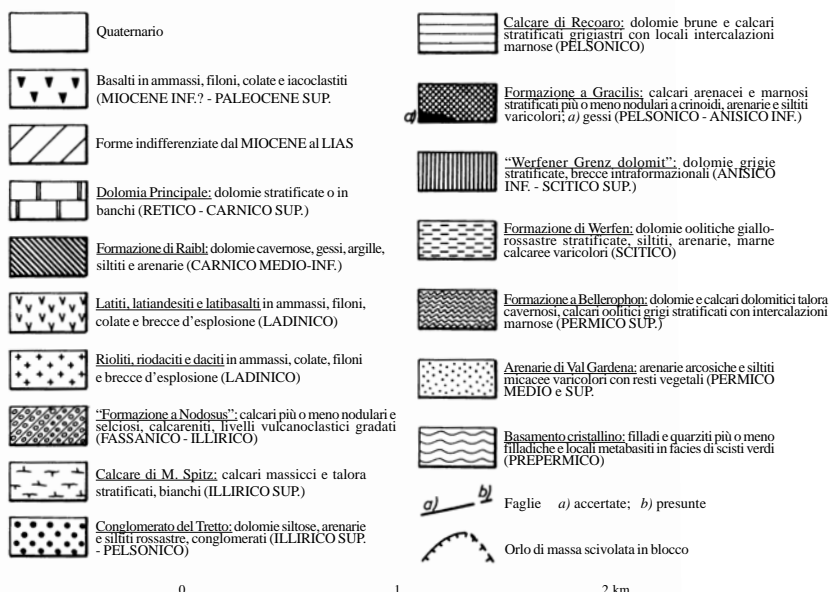 Quaternario
Basalti in ammassi, filoni, colate e iacoclastiti
(MIOCENE INF.? - PALEOCENE SUP.
Forme indifferenziate dal MIOCENE al LIAS
Dolomia Principale: dolomie stratificate o in
banchi (RETICO - CARNICO SUP.)
Formazione di Raibl: dolomie cavernose, gessi, argille,
siltiti e arenarie (CARNICO MEDIO-INF.)
Latiti, latiandesiti e latibasalti in ammassi, filoni,
colate e brecce d'esplosione (LADINICO)
Rioliti, riodaciti e daciti in ammassi, colate, filoni
e brecce d'esplosione (LADINICO)
"Formazione a Nodosus": calcari più o meno nodulari e
selciosi, calcareniti, livelli vulcanoclastici gradati
(FASSANICO - ILLIRICO)
Calcare di M. Spitz: calcari massicci e talora
stratificati, bianchi (ILLIRICO SUP.)
Conglomerato del Tretto: dolomie siltose, arenarie
e siltiti rossastre, conglomerati (ILLIRICO SUP.
- PELSONICO)
Calcare di Recoaro: dolomie brune e calcari
stratificati grigiastri con locali intercalazioni
marnose (PELSONICO)
a)
Formazione a Gracilis: calcari arenacei e marnosi
stratificati più o meno nodulari a crinoidi, arenarie e siltiti
varicolori; a) gessi (PELSONICO - ANISICO INF.)
"Werfener Grenz dolomit": dolomie grigie
stratificate, brecce intraformazionali (ANISICO
INF. - SCITICO SUP.)
Formazione di Werfen: dolomie oolitiche giallo-
rossastre stratificate, siltiti, arenarie, marne
calcaree varicolori (SCITICO)
Formazione a Bellerophon: dolomie e calcari dolomitici talora
cavernosi, calcari oolitici grigi stratificati con intercalazioni
marnose (PERMICO SUP.)
Arenarie di Val Gardena: arenarie arcosiche e siltiti
micacee varicolori con resti vegetali (PERMICO
MEDIO e SUP.
Basamento cristallino: filladi e quarziti più o meno
filladiche e locali metabasiti in facies di scisti verdi
(PREPERMICO)
a) b)
Faglie a) accertate; b) presunte
Orlo di massa scivolata in blocco
0 1 2 km